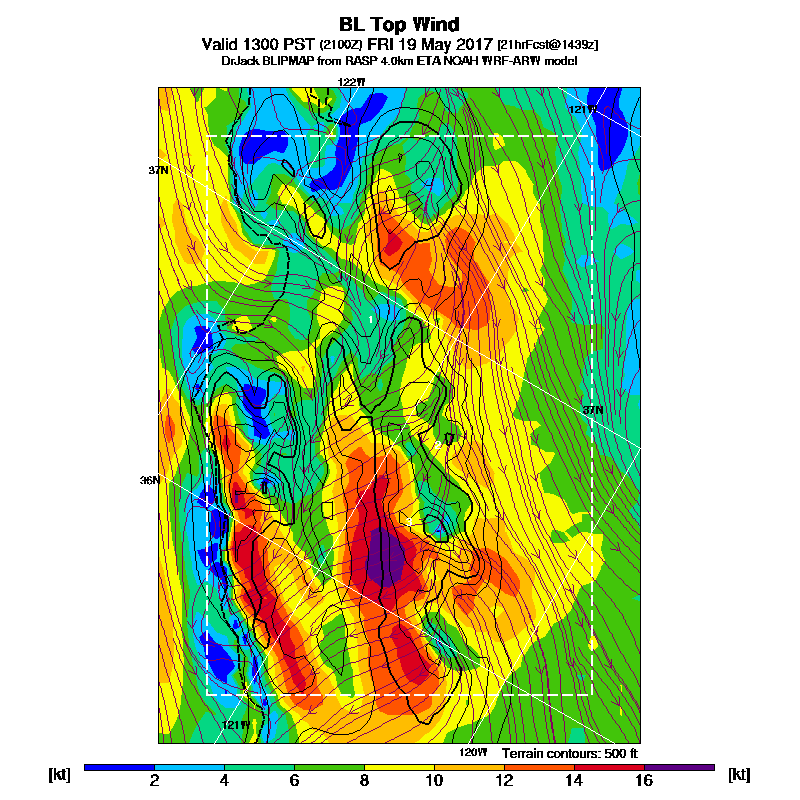 BL Top Wind
Valid 1300 PST (2100Z) FRI 19 May 2017 [21hrFcst@1439z]
DrJack BLIPMAP from RASP 4.0km ETA NOAH WRF-ARW model
122W
121W
37N
1
37N
36N
121W
120W Terrain contours: 500 ft
[kt] 2 4 6 8 10 12 14 16 [kt]